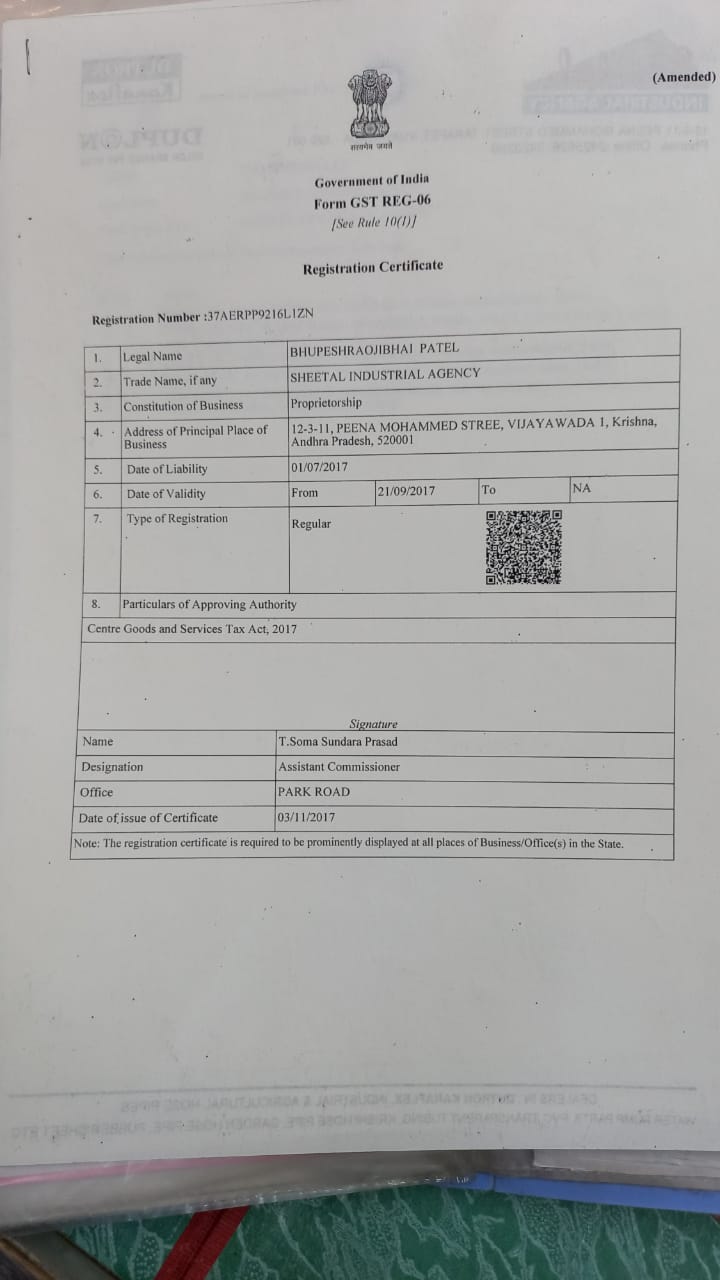 (Amended)
सत्यमेव जयते
Government of India
Form GST REG-06
[See Rule 10(1)]
Registration Certificate
Registration Number :37AERPP9216L1ZN
1. Legal Name BHUPESHRAOJIBHAI PATEL
2. Trade Name, if any SHEETAL INDUSTRIAL AGENCY
3. Constitution of Business Proprietorship
4. Address of Principal Place of 12-3-11, PEENA MOHAMMED STREE, VIJAYAWADA 1, Krishna,
Business Andhra Pradesh, 520001
5. Date of Liability 01/07/2017
6. Date of Validity From 21/09/2017 To NA
7. Type of Registration Regular
8. Particulars of Approving Authority
Centre Goods and Services Tax Act, 2017
Signature
Name T.Soma Sundara Prasad
Designation Assistant Commissioner
Office PARK ROAD
Date of issue of Certificate 03/11/2017
Note: The registration certificate is required to be prominently displayed at all places of Business/Office(s) in the State.